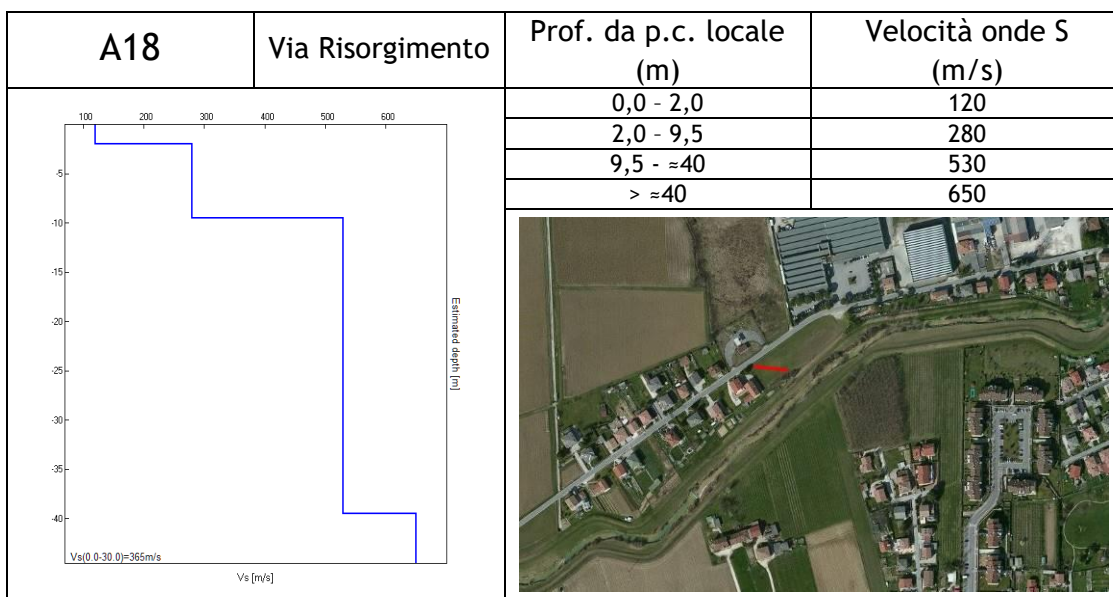 A18
Via Risorgimento
Prof. da p.c. locale
(m)
Velocità onde S
(m/s)
0,0 - 2,0
120
2,0 - 9,5
280
9,5 - ≈40
530
> ≈40
650
100 200 300 400 500 600
-5
-10
-15
-20
-25
-30
-35
-40
Estimated depth [m]
Vs(0.0-30.0)=365m/s
Vs [m/s]